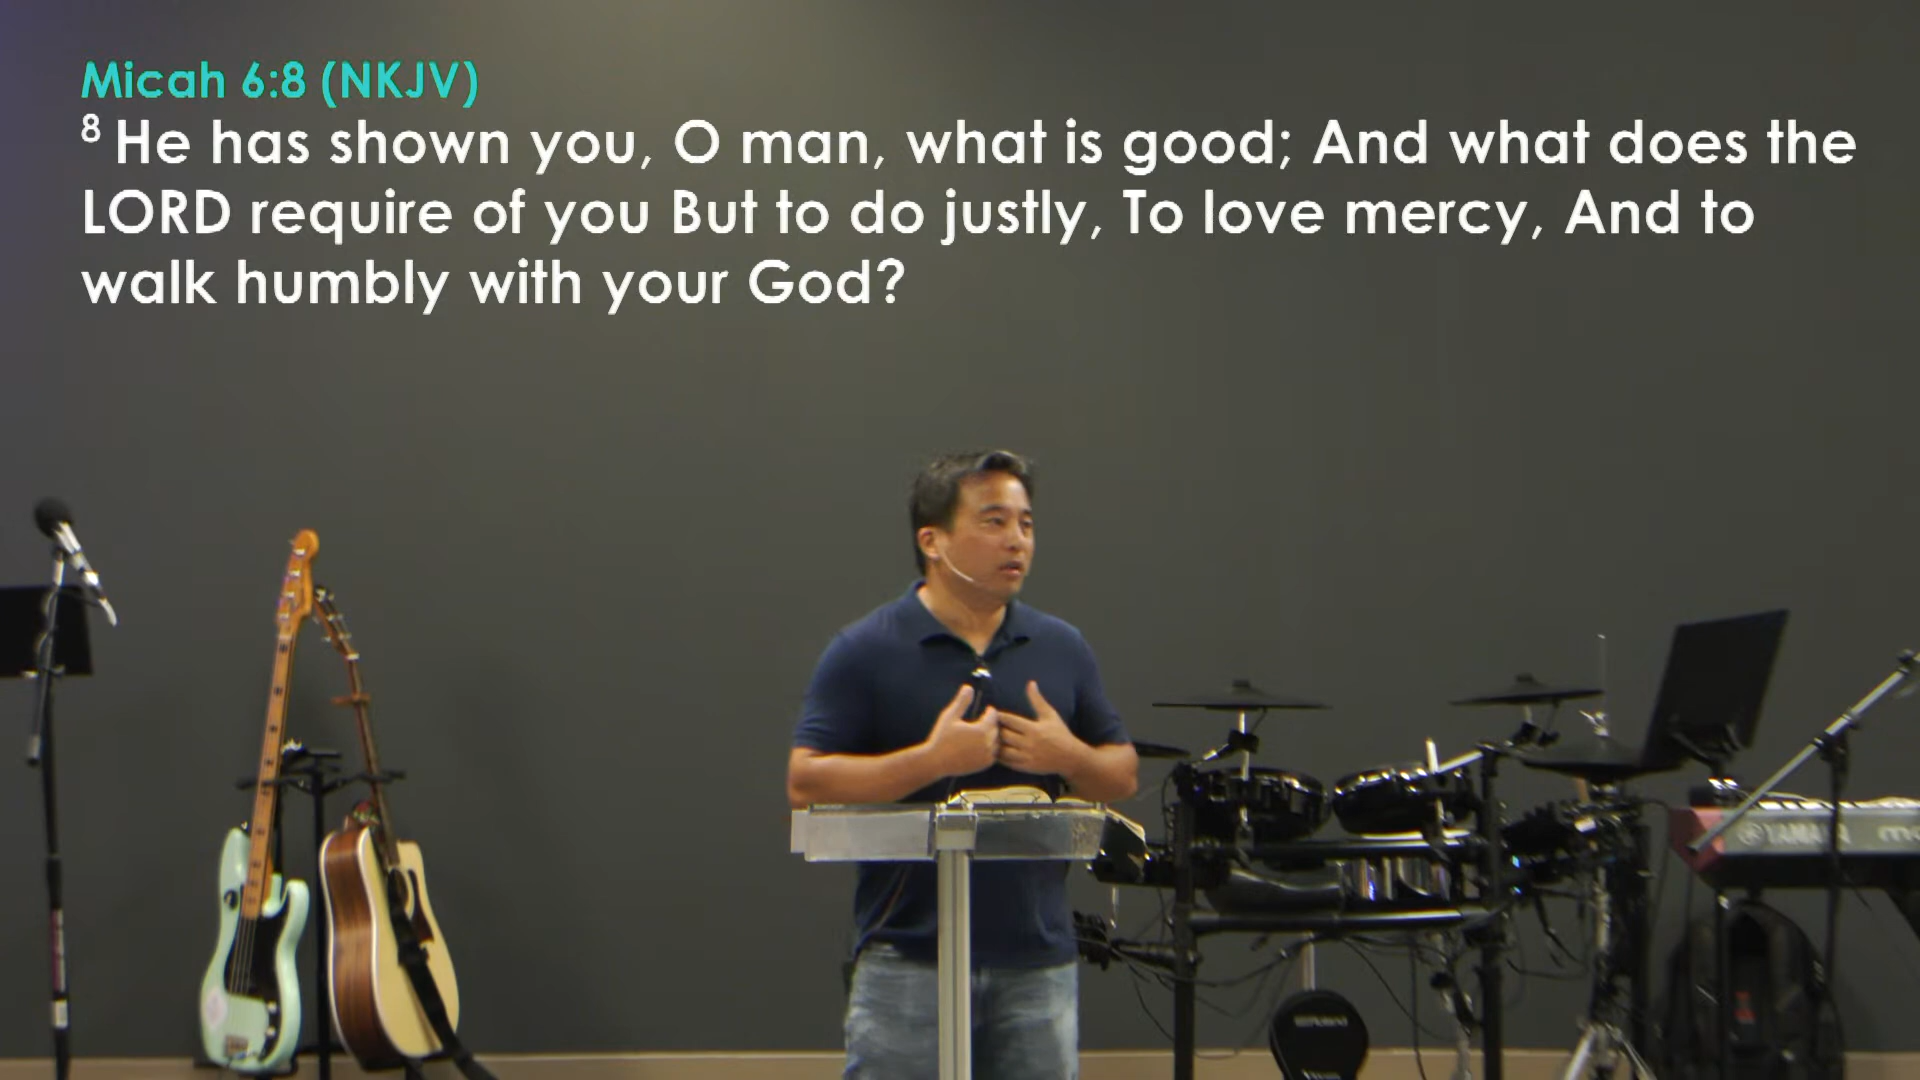 Micah 6:8 (NKJV)
8 He has shown you, O man, what is good; And what does the
LORD require of you But to do justly, To love mercy, And to
walk humbly with your God?
YAMAHA